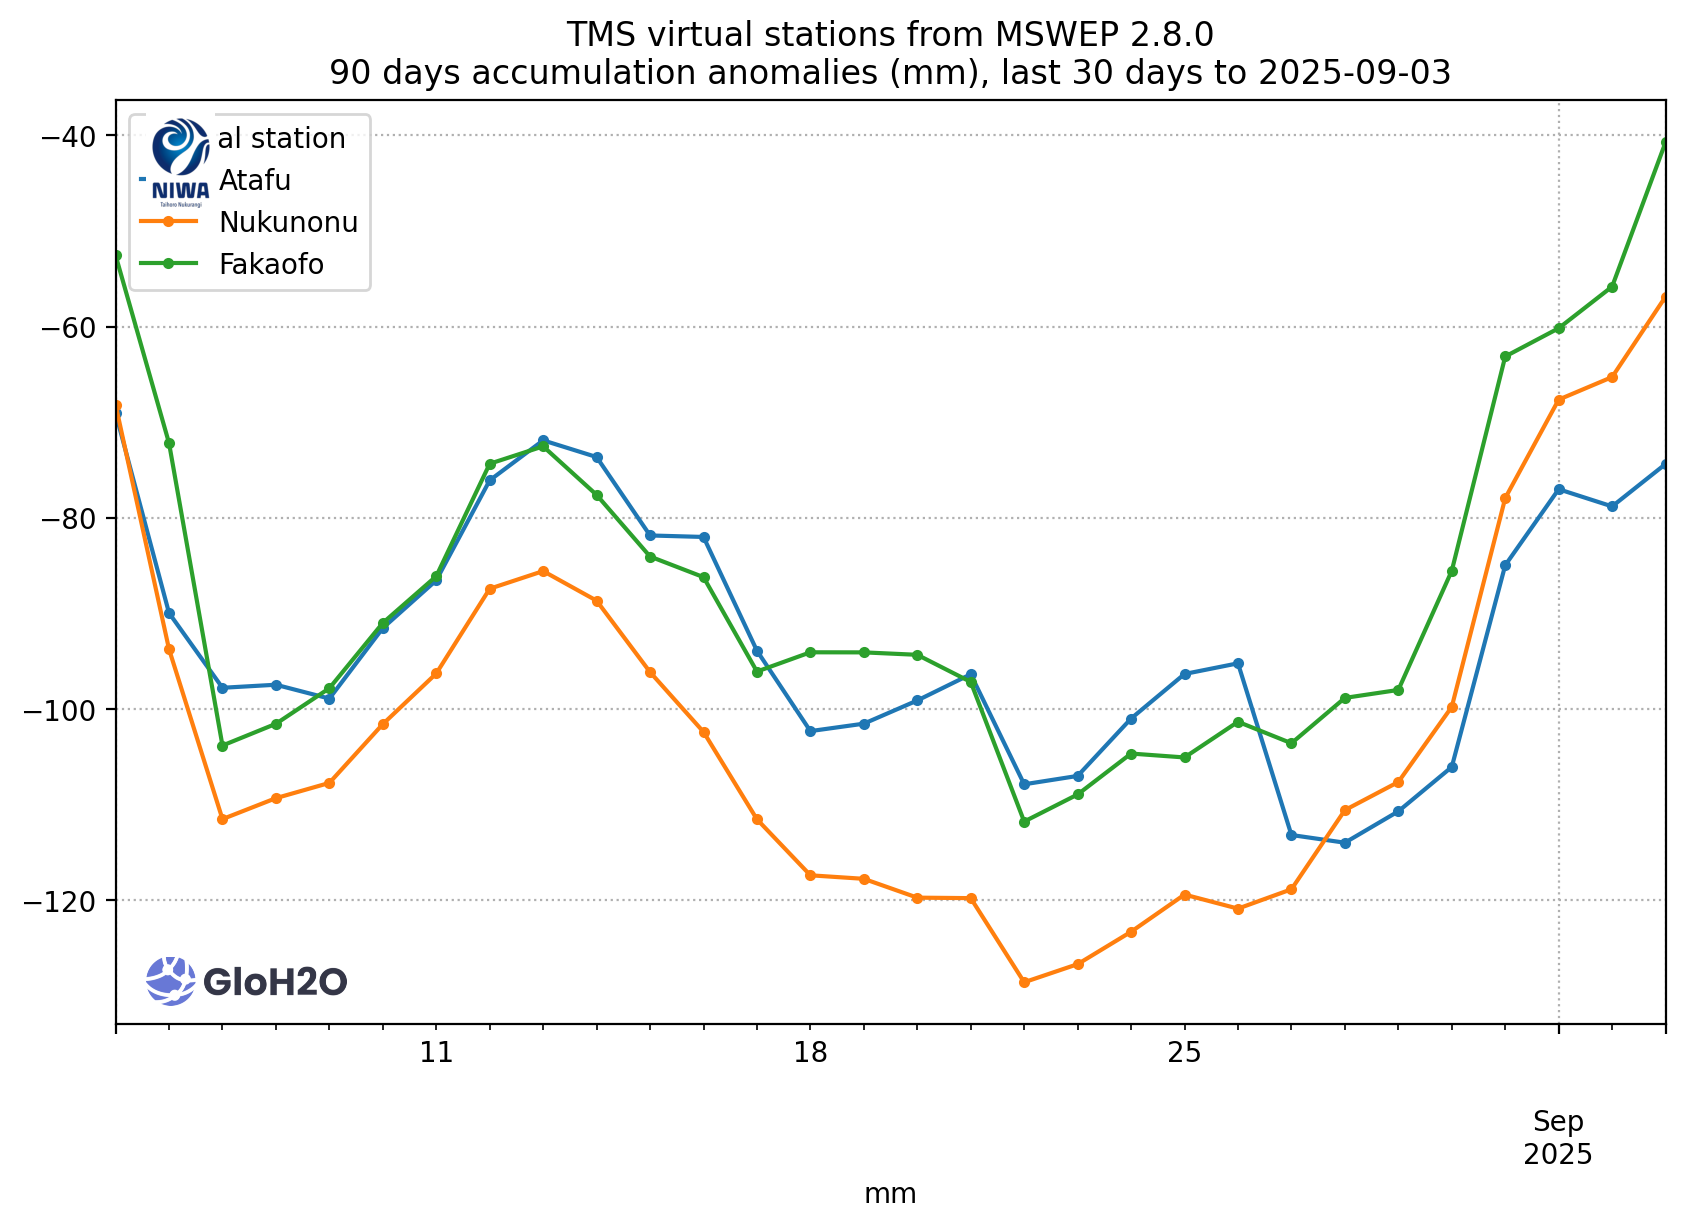 TMS virtual stations from MSWEP 2.8.0
90 days accumulation anomalies (mm), last 30 days to 2025-09-03
−40
−60
−80
−100
−120
al station
Atafu
Nukunonu
Fakaofo
NIWA
Taihoro Nukurangi
GloH2O
11
18
25
Sep
2025
mm